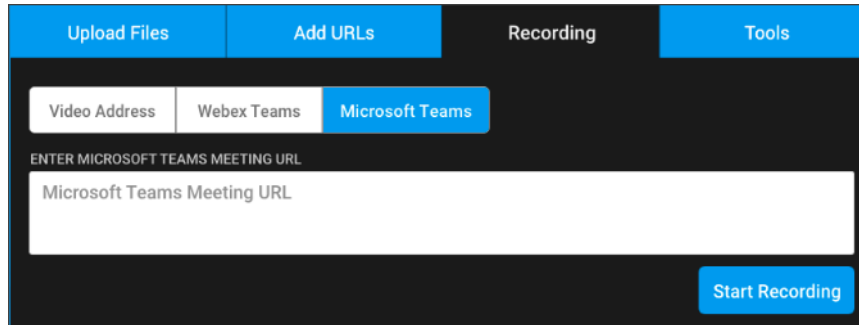 Upload Files
Add URLs
Recording
Tools
Video Address
Webex Teams
Microsoft Teams
ENTER MICROSOFT TEAMS MEETING URL
Microsoft Teams Meeting URL
Start Recording